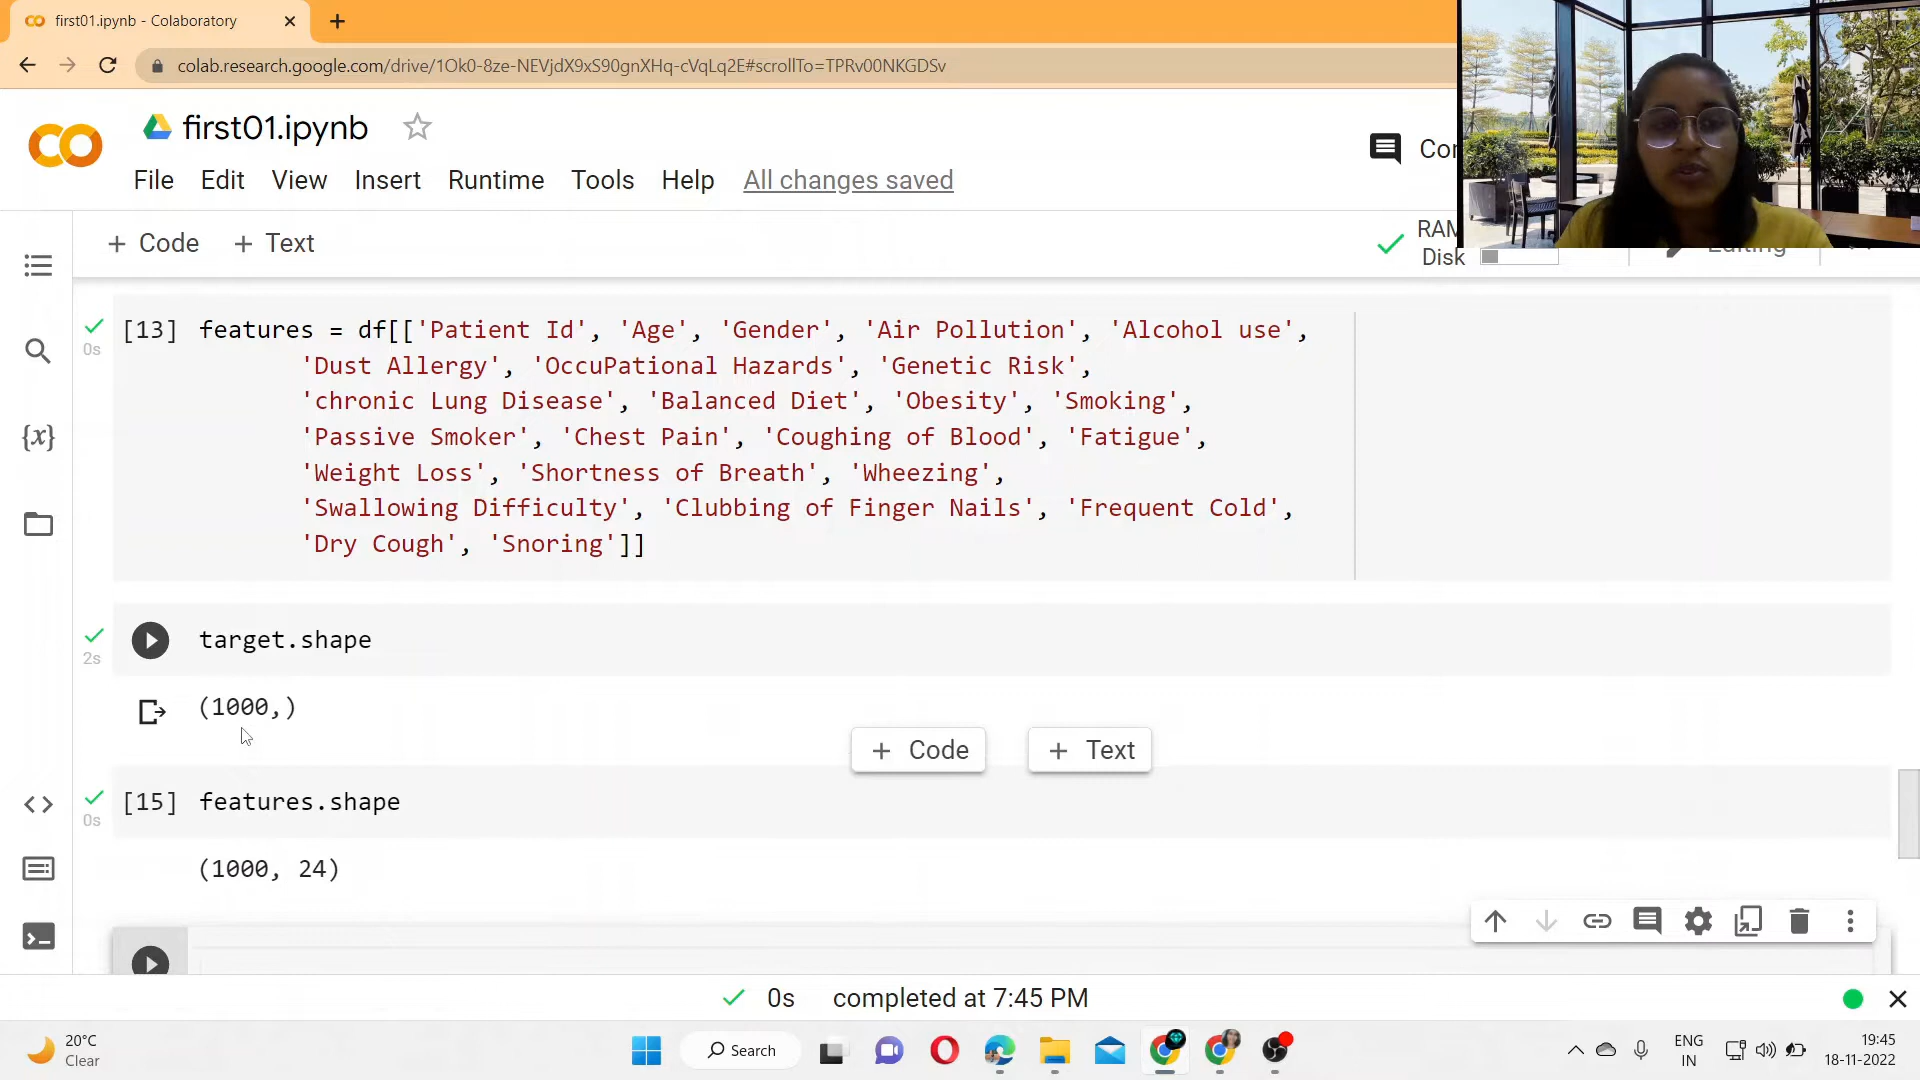 first01.ipynb - Colaboratory
colab.research.google.com/drive/1Ok0-8ze-NEVjdX9xS90gnXHq-cVqLq2E#scrollTo=TPRv00NKGDSv
first01.ipynb
File Edit View Insert Runtime Tools Help All changes saved
+ Code + Text
RAM
Disk
Editing
[13] features = df[['Patient Id', 'Age', 'Gender', 'Air Pollution', 'Alcohol use',
'Dust Allergy', 'OccuPational Hazards', 'Genetic Risk',
'chronic Lung Disease', 'Balanced Diet', 'Obesity', 'Smoking',
'Passive Smoker', 'Chest Pain', 'Coughing of Blood', 'Fatigue',
'Weight Loss', 'Shortness of Breath', 'Wheezing',
'Swallowing Difficulty', 'Clubbing of Finger Nails', 'Frequent Cold',
'Dry Cough', 'Snoring']]
0s
target.shape
2s
(1000,)
+ Code + Text
[15] features.shape
0s
(1000, 24)
0s completed at 7:45 PM
20°C
Clear
Search
ENG
IN
19:45
18-11-2022